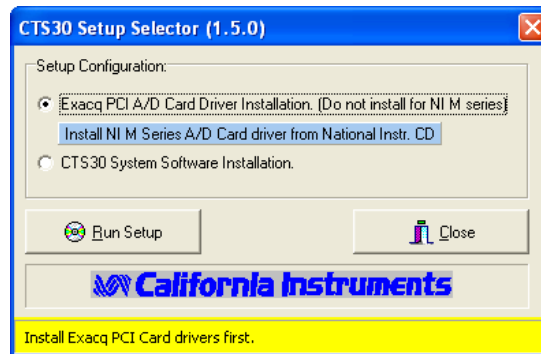 CTS30 Setup Selector (1.5.0)
Setup Configuration:
Exacq PCI A/D Card Driver Installation. (Do not install for NI M series)
Install NI M Series A/D Card driver from National Instr. CD
CTS30 System Software Installation.
Run Setup
Close
California Instruments
Install Exacq PCI Card drivers first.